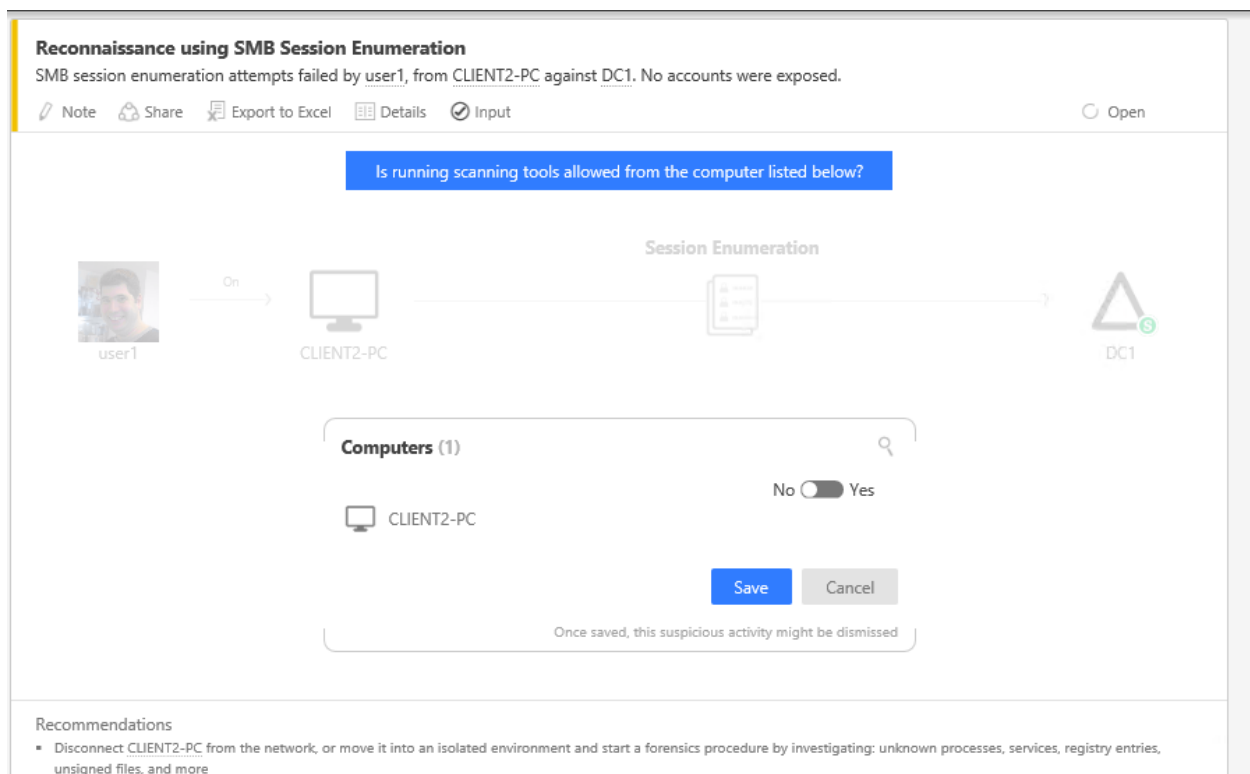 Reconnaissance using SMB Session Enumeration
SMB session enumeration attempts failed by user1, from CLIENT2-PC against DC1. No accounts were exposed.
Note Share Export to Excel Details Input Open
Is running scanning tools allowed from the computer listed below?
Session Enumeration
On
user1 CLIENT2-PC DC1
Computers (1)
No Yes
CLIENT2-PC
Save Cancel
Once saved, this suspicious activity might be dismissed
Recommendations
▪ Disconnect CLIENT2-PC from the network, or move it into an isolated environment and start a forensics procedure by investigating: unknown processes, services, registry entries,
unsigned files, and more